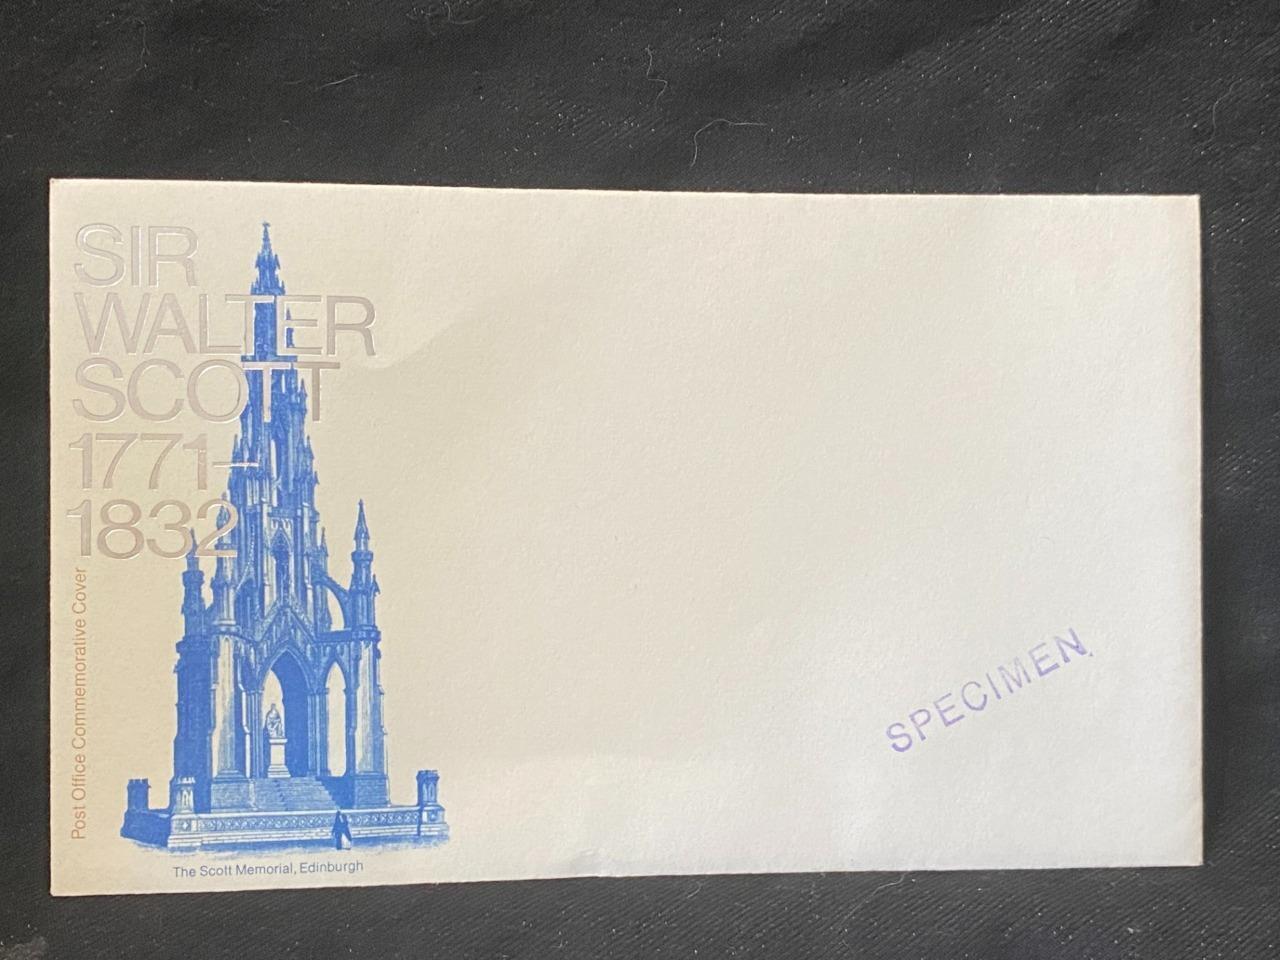 SIR
WALTER
SCOTT
1771–
1832
Post Office Commemorative Cover
The Scott Memorial, Edinburgh
SPECIMEN